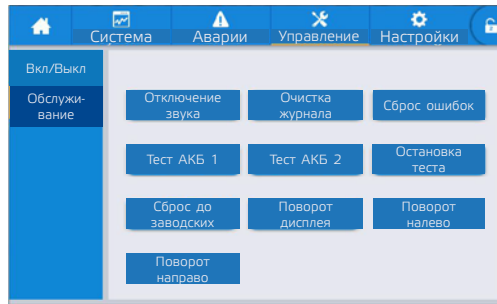 Система Аварии Управление Настройки
Вкл/Выкл
Обслужи-
вание
Отключение
звука
Очистка
журнала
Сброс ошибок
Тест АКБ 1
Тест АКБ 2
Остановка
теста
Сброс до
заводских
Поворот
дисплея
Поворот
налево
Поворот
направо